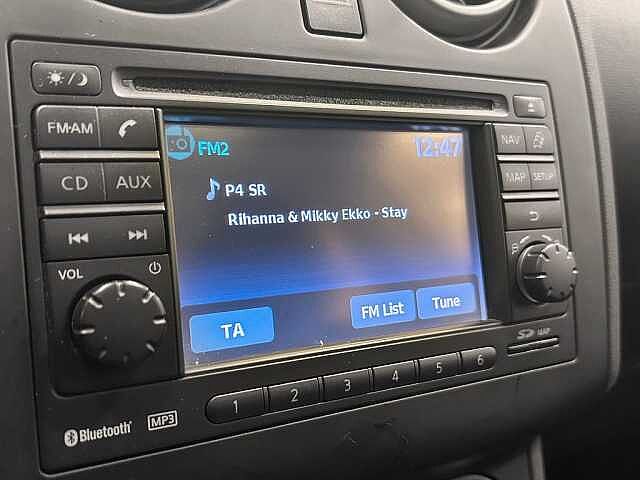 FM·AM
CD AUX
VOL
FM2 12:47
P4 SR
Rihanna & Mikky Ekko - Stay
TA FM List Tune
NAV
MAP SETUP
SD MAP
1 2 3 4 5 6
Bluetooth MP3